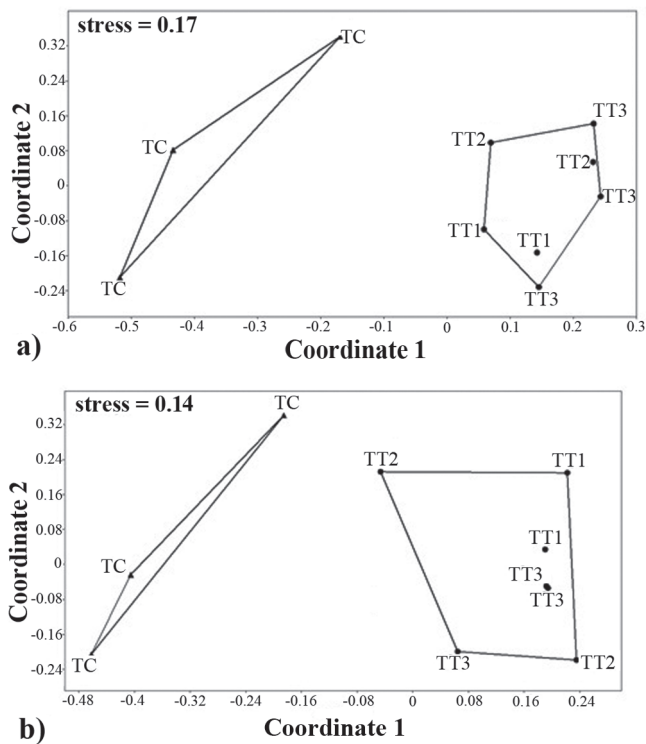 stress = 0.17
TC
0.32
0.24
0.16
0.08
0
-0.08
-0.16
-0.24
Coordinate 2
TC
TC
TT3
TT2
TT2
TT3
TT1
TT1
TT3
-0.6 -0.5 -0.4 -0.3 -0.2 -0.1 0 0.1 0.2 0.3
a)
Coordinate 1
stress = 0.14
TC
0.32
0.24
0.16
0.08
0
-0.08
-0.16
-0.24
Coordinate 2
TC
TC
TT2
TT1
TT1
TT3
TT3
TT3
TT2
-0.48 -0.4 -0.32 -0.24 -0.16 -0.08 0 0.08 0.16 0.24
b)
Coordinate 1